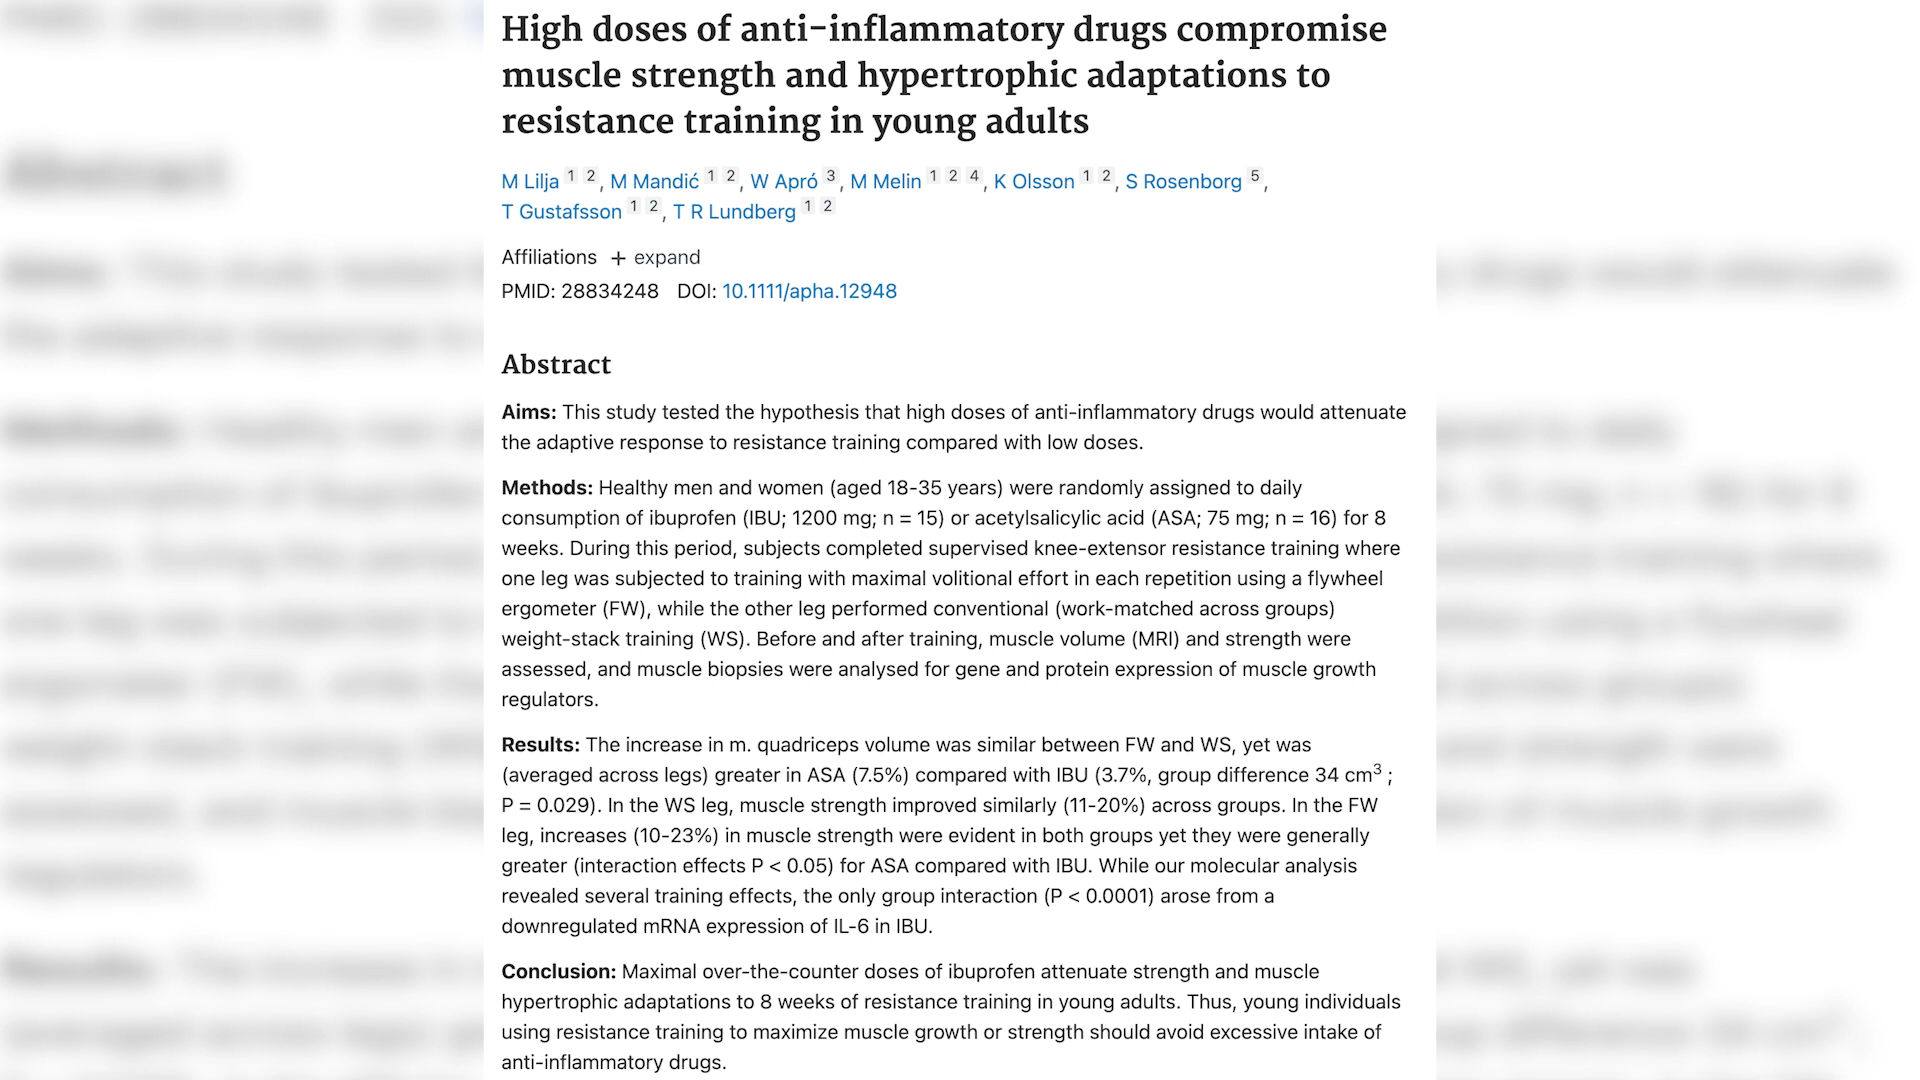 High doses of anti-inflammatory drugs compromise
muscle strength and hypertrophic adaptations to
resistance training in young adults
M Lilja 1 2, M Mandić 1 2, W Apró 3, M Melin 1 2 4, K Olsson 1 2, S Rosenborg 5,
T Gustafsson 1 2, T R Lundberg 1 2
Affiliations + expand
PMID: 28834248 DOI: 10.1111/apha.12948
Abstract
Aims: This study tested the hypothesis that high doses of anti-inflammatory drugs would attenuate
the adaptive response to resistance training compared with low doses.
Methods: Healthy men and women (aged 18-35 years) were randomly assigned to daily
consumption of ibuprofen (IBU; 1200 mg; n = 15) or acetylsalicylic acid (ASA; 75 mg; n = 16) for 8
weeks. During this period, subjects completed supervised knee-extensor resistance training where
one leg was subjected to training with maximal volitional effort in each repetition using a flywheel
ergometer (FW), while the other leg performed conventional (work-matched across groups)
weight-stack training (WS). Before and after training, muscle volume (MRI) and strength were
assessed, and muscle biopsies were analysed for gene and protein expression of muscle growth
regulators.
Results: The increase in m. quadriceps volume was similar between FW and WS, yet was
(averaged across legs) greater in ASA (7.5%) compared with IBU (3.7%, group difference 34 cm³ ;
P = 0.029). In the WS leg, muscle strength improved similarly (11-20%) across groups. In the FW
leg, increases (10-23%) in muscle strength were evident in both groups yet they were generally
greater (interaction effects P < 0.05) for ASA compared with IBU. While our molecular analysis
revealed several training effects, the only group interaction (P < 0.0001) arose from a
downregulated mRNA expression of IL-6 in IBU.
Conclusion: Maximal over-the-counter doses of ibuprofen attenuate strength and muscle
hypertrophic adaptations to 8 weeks of resistance training in young adults. Thus, young individuals
using resistance training to maximize muscle growth or strength should avoid excessive intake of
anti-inflammatory drugs.